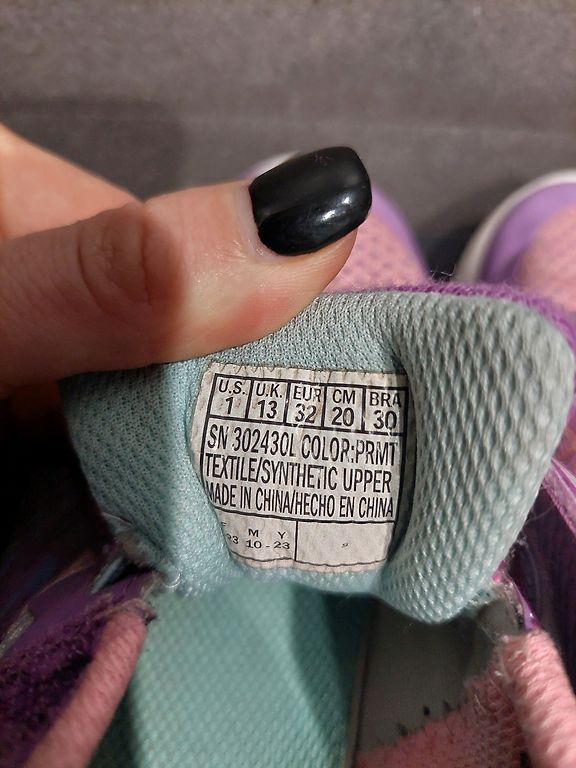 U.S. U.K. EUR CM BRA
1 13 32 20 30
SN 302430L COLOR:PRMT
TEXTILE/SYNTHETIC UPPER
MADE IN CHINA/HECHO EN CHINA
M Y
10-23